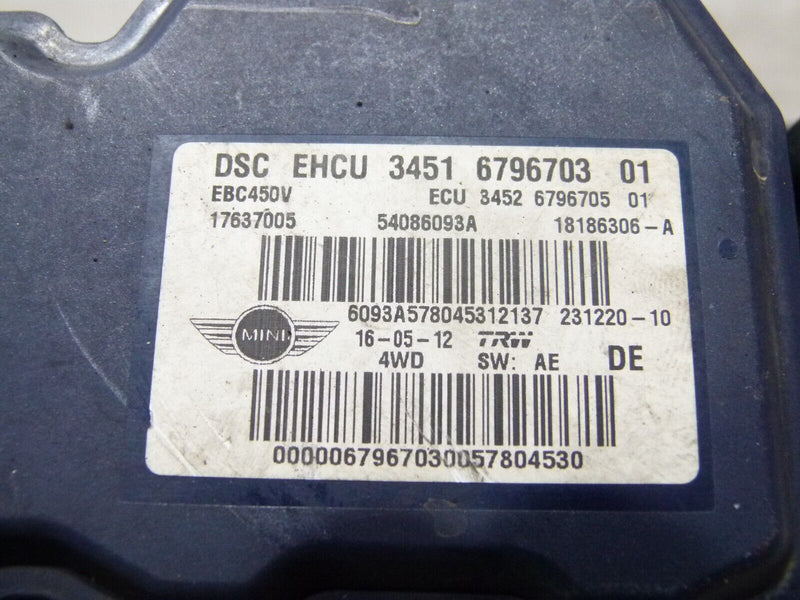 DSC EHCU 3451 6796703 01
EBC450V ECU 3452 6796705 01
17637005 54086093A 18186306-A
6093A578045312137 231220-10
MINI 16-05-12 TRW
4WD SW: AE DE
0000067967030057804530